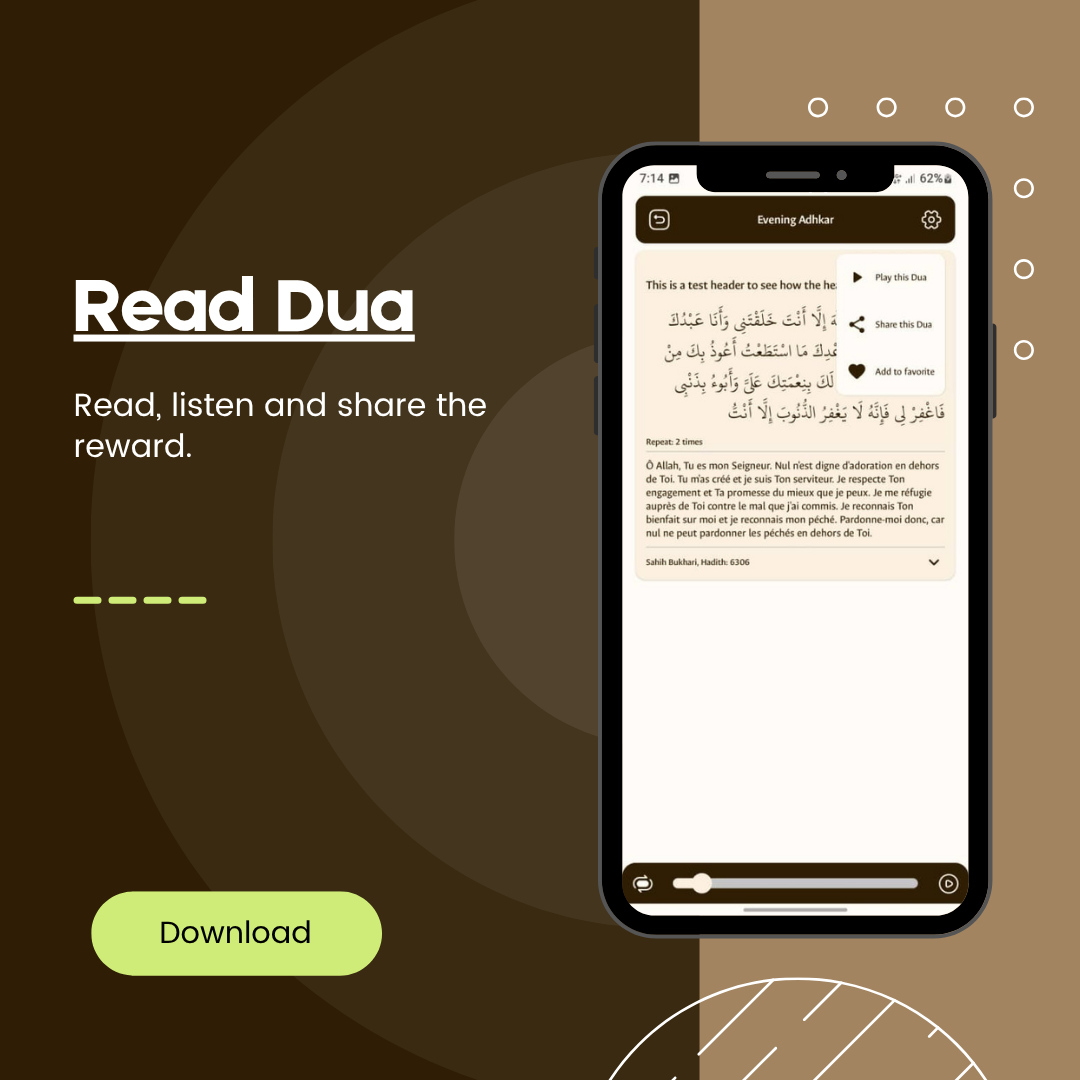 Read Dua
Read, listen and share the
reward.
Download
7:14
62%
Evening Adhkar
This is a test header to see how the
Play this Dua
Share this Dua
Add to favorite
إِلَّا أَنْتَ خَلَقْتَنِي وَأَنَا عَبْدُكَ
مَا اسْتَطَعْتُ أَعُوذُ بِكَ مِنْ
لَكَ بِنِعْمَتِكَ عَلَيَّ وَأَبُوءُ بِذَنْبِي
فَاغْفِرْ لِي فَإِنَّهُ لَا يَغْفِرُ الذُّنُوبَ إِلَّا أَنْتَُ
Repeat: 2 times
Ô Allah, Tu es mon Seigneur. Nul n'est digne d'adoration en dehors
de Toi. Tu m'as créé et je suis Ton serviteur. Je respecte Ton
engagement et Ta promesse du mieux que je peux. Je me réfugie
auprès de Toi contre le mal que j'ai commis. Je reconnais Ton
bienfait sur moi et je reconnais mon péché. Pardonne-moi donc, car
nul ne peut pardonner les péchés en dehors de Toi.
Sahih Bukhari, Hadith: 6306